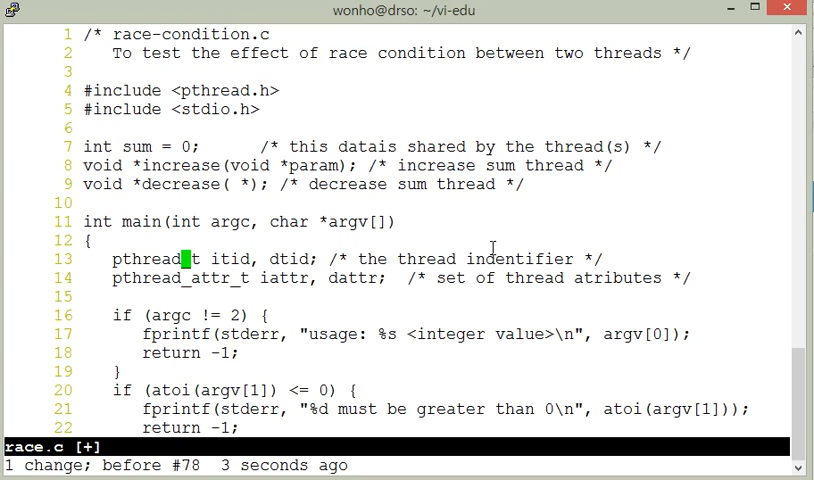 wonho@drso: ~/vi-edu
1 /* race-condition.c
2    To test the effect of race condition between two threads */
3
4 #include <pthread.h>
5 #include <stdio.h>
6
7 int sum = 0;      /* this datais shared by the thread(s) */
8 void *increase(void *param); /* increase sum thread */
9 void *decrease( *); /* decrease sum thread */
10
11 int main(int argc, char *argv[])
12 {
13    pthread_t itid, dtid; /* the thread indentifier */
14    pthread_attr_t iattr, dattr;  /* set of thread atributes */
15
16    if (argc != 2) {
17       fprintf(stderr, "usage: %s <integer value>\n", argv[0]);
18       return -1;
19    }
20    if (atoi(argv[1]) <= 0) {
21       fprintf(stderr, "%d must be greater than 0\n", atoi(argv[1]));
22       return -1;
race.c [+]
1 change; before #78  3 seconds ago